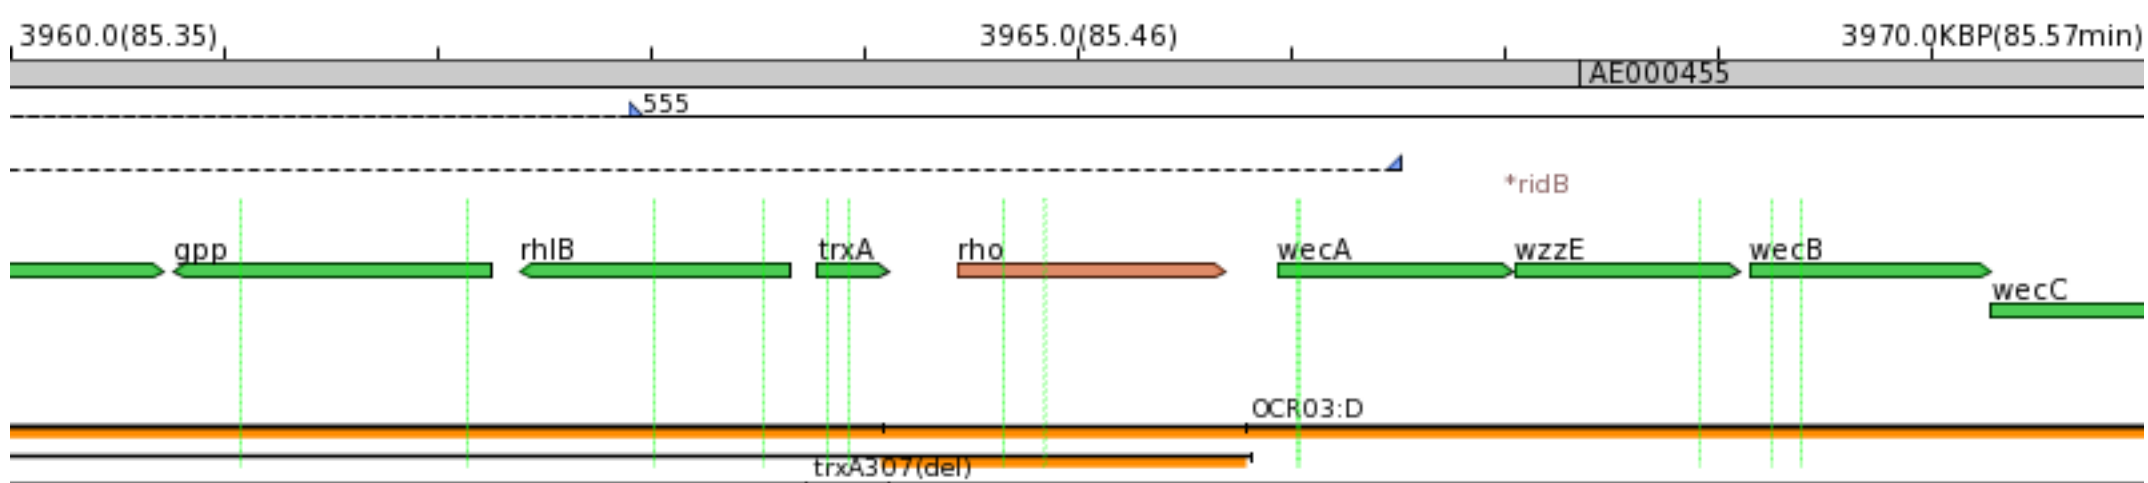 3960.0(85.35) 3965.0(85.46) 3970.0KBP(85.57min)
AE000455
555
*ridB
gpp rhlB trxA rho wecA wzzE wecB
wecC
OCR03:D
trxA307(del)